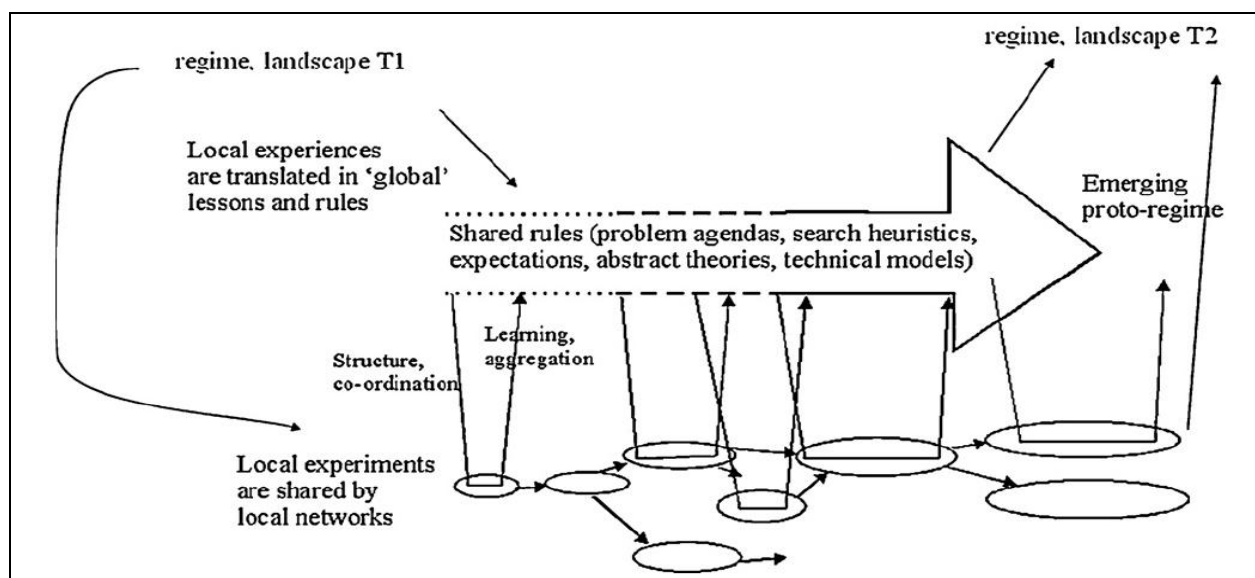 regime, landscape T1
regime, landscape T2
Local experiences
are translated in ‘global’
lessons and rules
Emerging
proto-regime
Shared rules (problem agendas, search heuristics,
expectations, abstract theories, technical models)
Learning,
aggregation
Structure,
co-ordination
Local experiments
are shared by
local networks